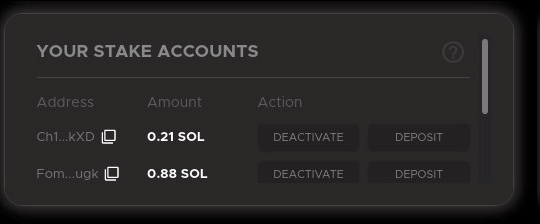 YOUR STAKE ACCOUNTS ?
Address Amount Action
Ch1...kXD 0.21 SOL DEACTIVATE DEPOSIT
Fom...ugk 0.88 SOL DEACTIVATE DEPOSIT